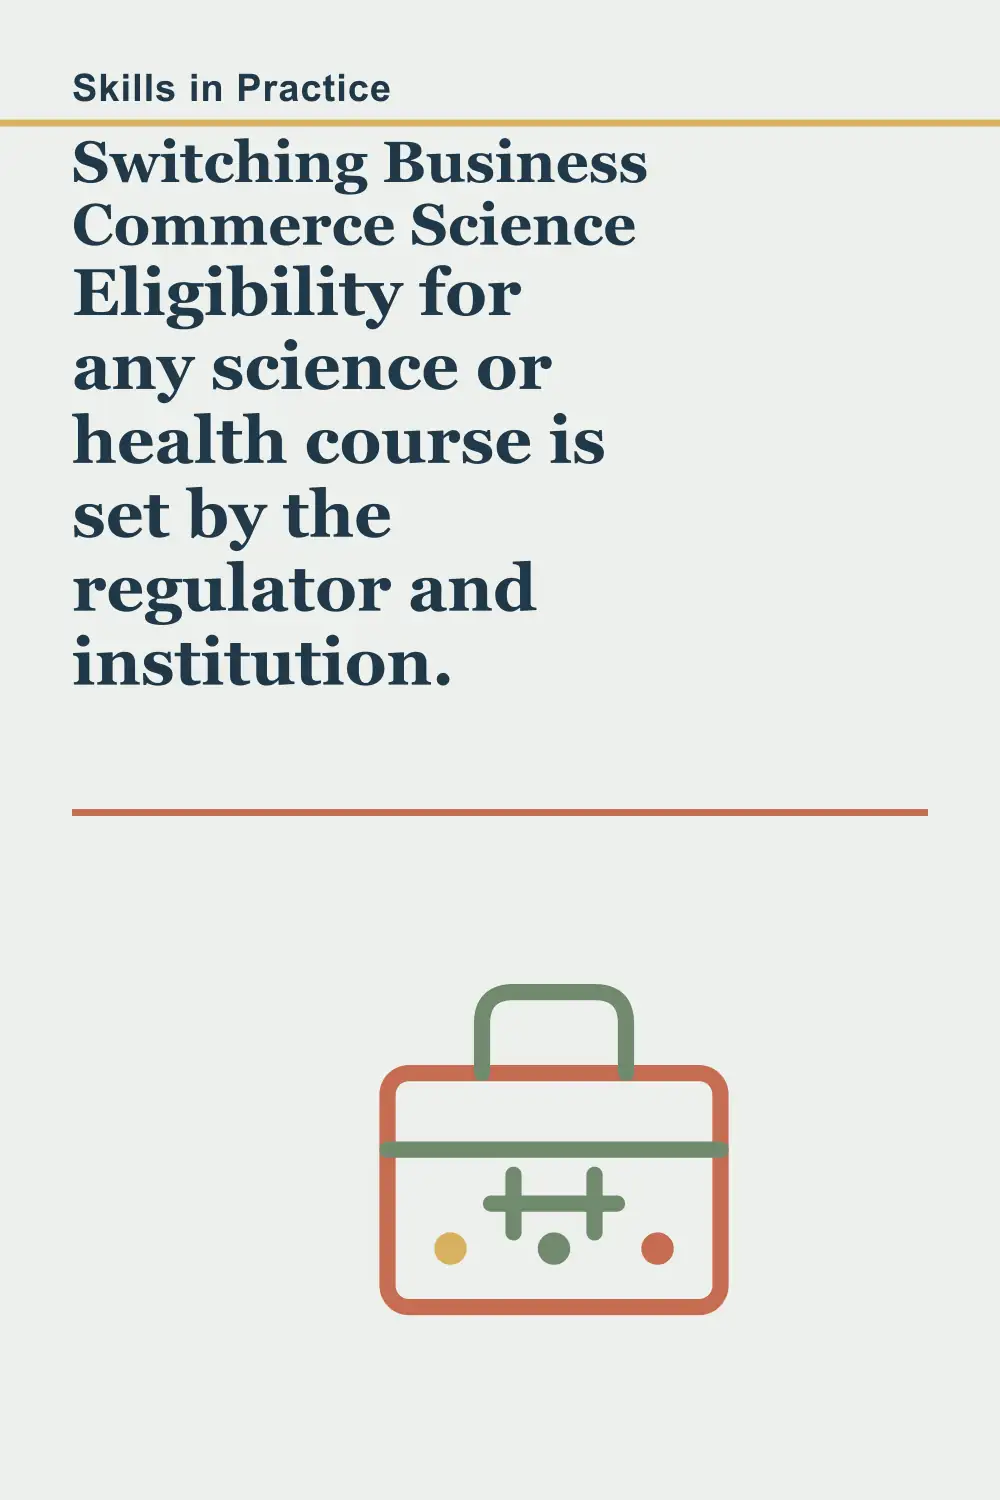 Skills in Practice
Switching Business
Commerce Science
Eligibility for
any science or
health course is
set by the
regulator and
institution.